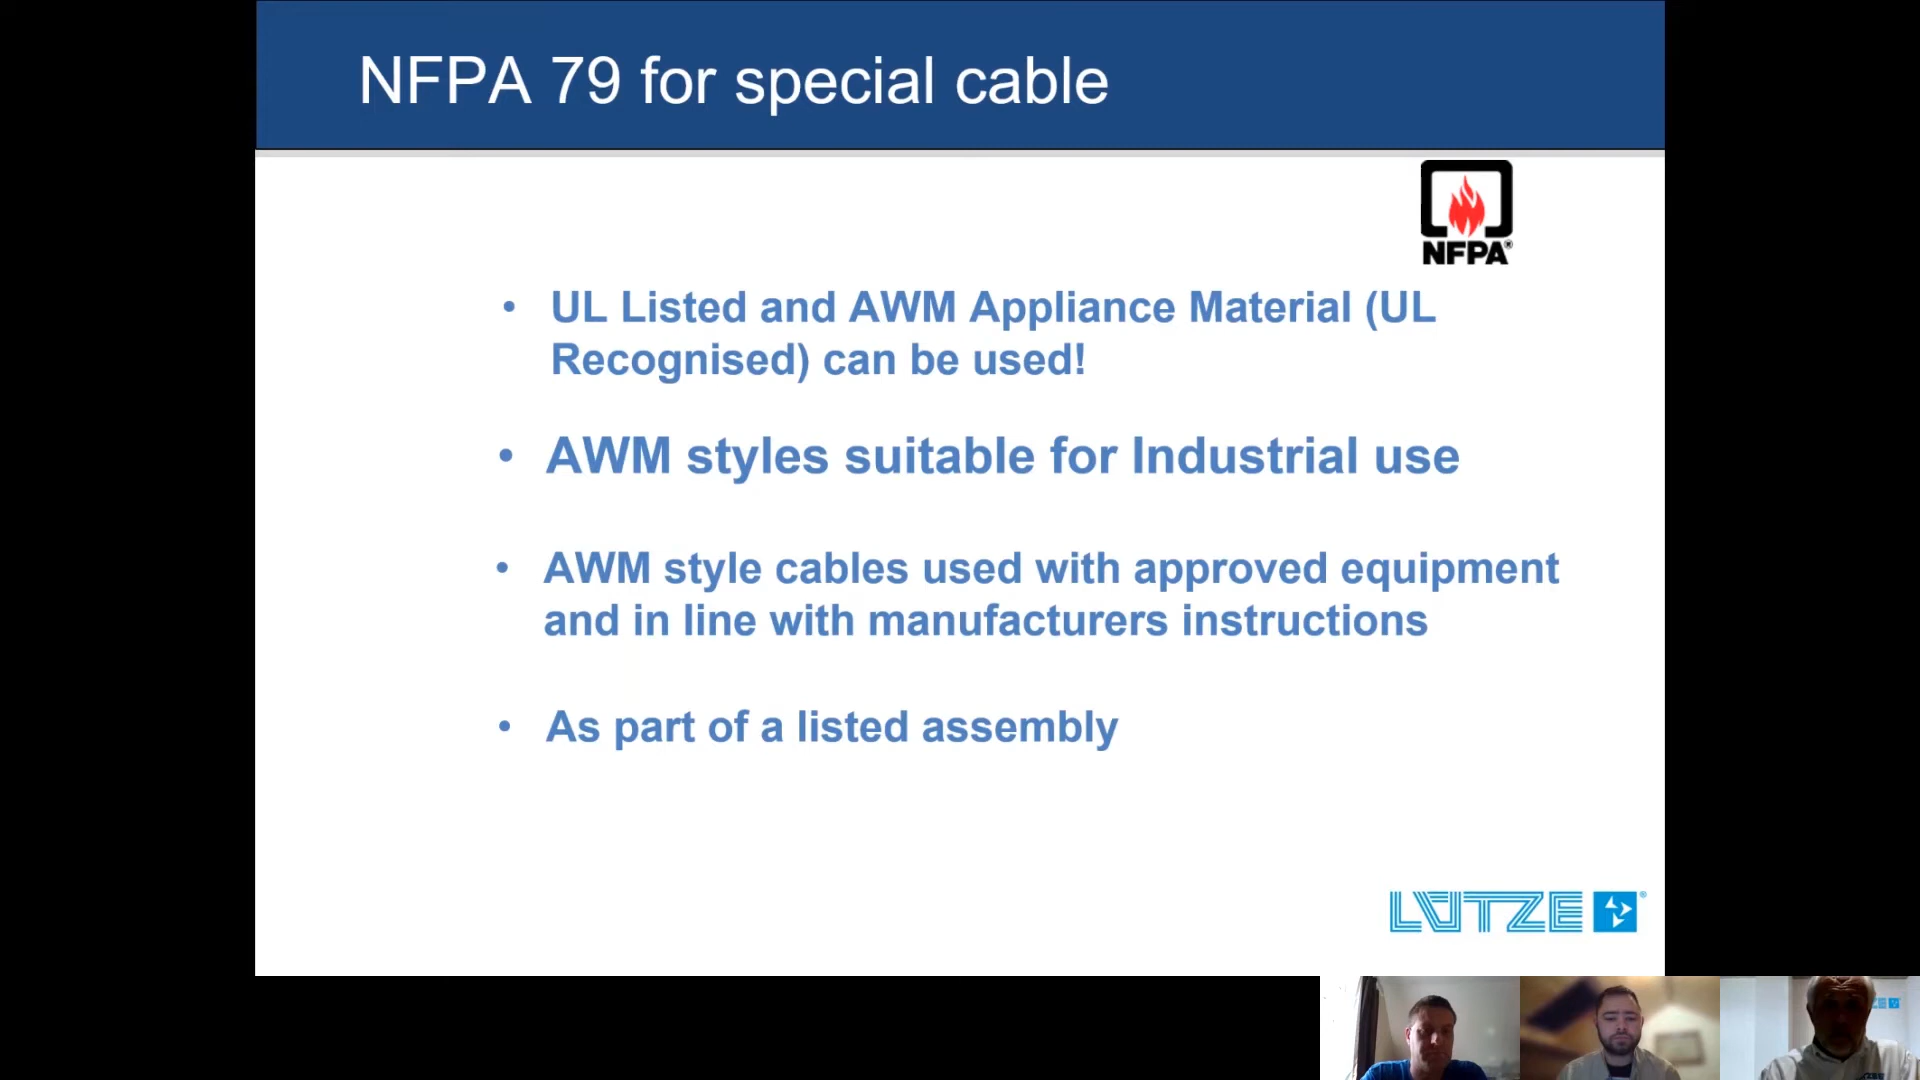 NFPA 79 for special cable
NFPA®
• UL Listed and AWM Appliance Material (UL
Recognised) can be used!
• AWM styles suitable for Industrial use
• AWM style cables used with approved equipment
and in line with manufacturers instructions
• As part of a listed assembly
LÜTZE ®